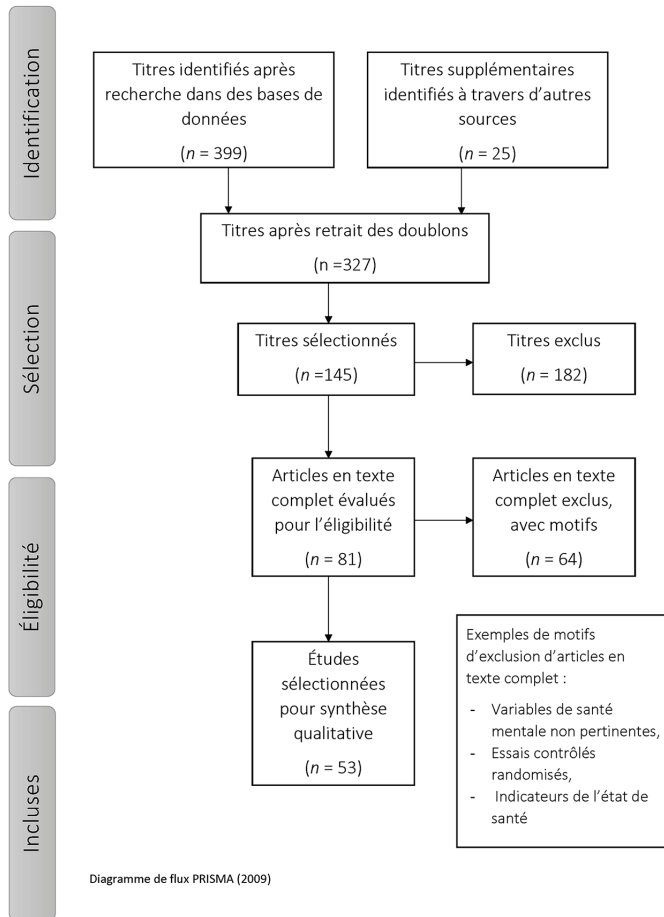 Identification
Titres identifiés après
recherche dans des bases de
données
(n = 399)
Titres supplémentaires
identifiés à travers d'autres
sources
(n = 25)
Titres après retrait des doublons
(n =327)
Sélection
Titres sélectionnés
(n =145)
Titres exclus
(n = 182)
Éligibilité
Articles en texte
complet évalués
pour l'éligibilité
(n = 81)
Articles en texte
complet exclus,
avec motifs
(n = 64)
Études
sélectionnées
pour synthèse
qualitative
(n = 53)
Exemples de motifs
d'exclusion d'articles en
texte complet :
- Variables de santé
mentale non pertinentes,
- Essais contrôlés
randomisés,
- Indicateurs de l'état de
santé
Incluses
Diagramme de flux PRISMA (2009)